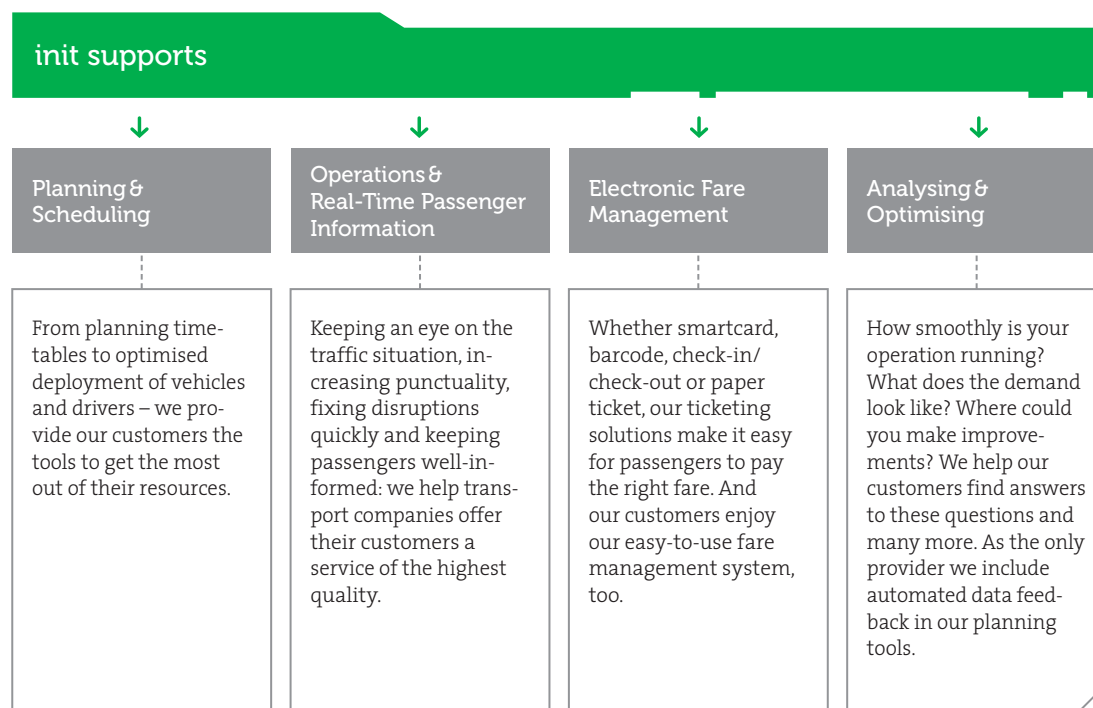 init supports
Planning &
Scheduling
From planning time-
tables to optimised
deployment of vehicles
and drivers – we pro-
vide our customers the
tools to get the most
out of their resources.
Operations &
Real-Time Passenger
Information
Keeping an eye on the
traffic situation, in-
creasing punctuality,
fixing disruptions
quickly and keeping
passengers well-in-
formed: we help trans-
port companies offer
their customers a
service of the highest
quality.
Electronic Fare
Management
Whether smartcard,
barcode, check-in/
check-out or paper
ticket, our ticketing
solutions make it easy
for passengers to pay
the right fare. And
our customers enjoy
our easy-to-use fare
management system,
too.
Analysing &
Optimising
How smoothly is your
operation running?
What does the demand
look like? Where could
you make improve-
ments? We help our
customers find answers
to these questions and
many more. As the only
provider we include
automated data feed-
back in our planning
tools.